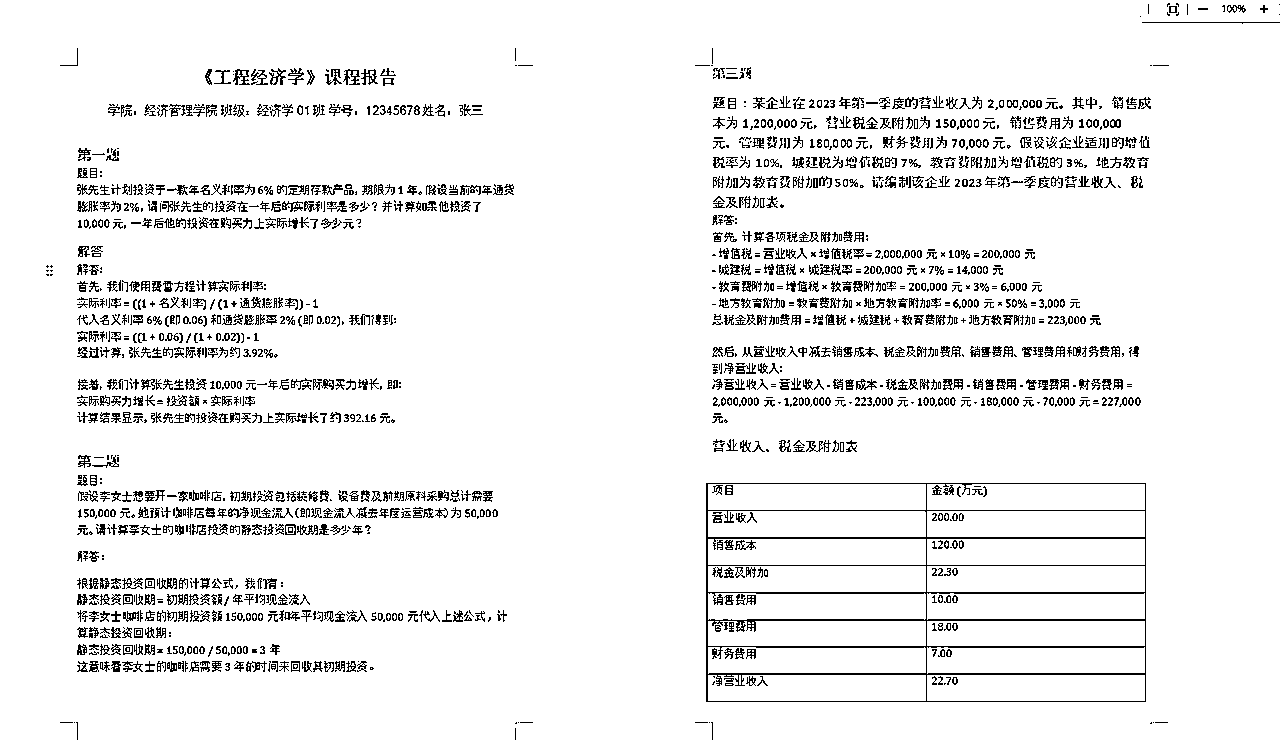 100%
《工程经济学》课程报告
学院：经济管理学院 班级：经济学 01 班 学号：12345678 姓名：张三
第一题
题目：
张先生计划投资于一款年名义利率为 6% 的定期存款产品，期限为 1 年。假设当前的年通货
膨胀率为 2%，请问张先生的投资在一年后的实际利率是多少？并计算如果他投资了
10,000 元，一年后他的投资在购买力上实际增长了多少元？
解答
解答：
首先，我们使用费雪方程计算实际利率：
实际利率 = ((1 + 名义利率) / (1 + 通货膨胀率)) - 1
代入名义利率 6% (即 0.06) 和通货膨胀率 2% (即 0.02)，我们得到：
实际利率 = ((1 + 0.06) / (1 + 0.02)) - 1
经过计算，张先生的实际利率为约 3.92%。
接着，我们计算张先生投资 10,000 元一年后的实际购买力增长，即：
实际购买力增长 = 投资额 × 实际利率
计算结果显示，张先生的投资在购买力上实际增长了约 392.16 元。
第二题
题目：
假设李女士想要开一家咖啡店，初期投资包括装修费、设备费及前期原料采购总计需要
150,000 元。她预计咖啡店每年的净现金流入（即现金流入减去年度运营成本）为 50,000
元。请计算李女士的咖啡店投资的静态投资回收期是多少年？
解答：
根据静态投资回收期的计算公式，我们有：
静态投资回收期 = 初期投资额 / 年平均现金流入
将李女士咖啡店的初期投资额 150,000 元和年平均现金流入 50,000 元代入上述公式，计
算静态投资回收期：
静态投资回收期 = 150,000 / 50,000 = 3 年
这意味着李女士的咖啡店需要 3 年的时间来回收其初期投资。
第三题
题目：某企业在 2023 年第一季度的营业收入为 2,000,000 元。其中，销售成
本为 1,200,000 元，营业税金及附加为 150,000 元，销售费用为 100,000
元，管理费用为 180,000 元，财务费用为 70,000 元。假设该企业适用的增值
税率为 10%，城建税为增值税的 7%，教育费附加为增值税的 3%，地方教育
附加为教育费附加的 50%。请编制该企业 2023 年第一季度的营业收入、税
金及附加表。
解答：
首先，计算各项税金及附加费用：
- 增值税 = 营业收入 × 增值税率 = 2,000,000 元 × 10% = 200,000 元
- 城建税 = 增值税 × 城建税率 = 200,000 元 × 7% = 14,000 元
- 教育费附加 = 增值税 × 教育费附加率 = 200,000 元 × 3% = 6,000 元
- 地方教育附加 = 教育费附加 × 地方教育附加率 = 6,000 元 × 50% = 3,000 元
总税金及附加费用 = 增值税 + 城建税 + 教育费附加 + 地方教育附加 = 223,000 元
然后，从营业收入中减去销售成本、税金及附加费用、销售费用、管理费用和财务费用，得
到净营业收入：
净营业收入 = 营业收入 - 销售成本 - 税金及附加费用 - 销售费用 - 管理费用 - 财务费用 =
2,000,000 元 - 1,200,000 元 - 223,000 元 - 100,000 元 - 180,000 元 - 70,000 元 = 227,000
元。
营业收入、税金及附加表
项目 金额 (万元)
营业收入 200.00
销售成本 120.00
税金及附加 22.30
销售费用 10.00
管理费用 18.00
财务费用 7.00
净营业收入 22.70